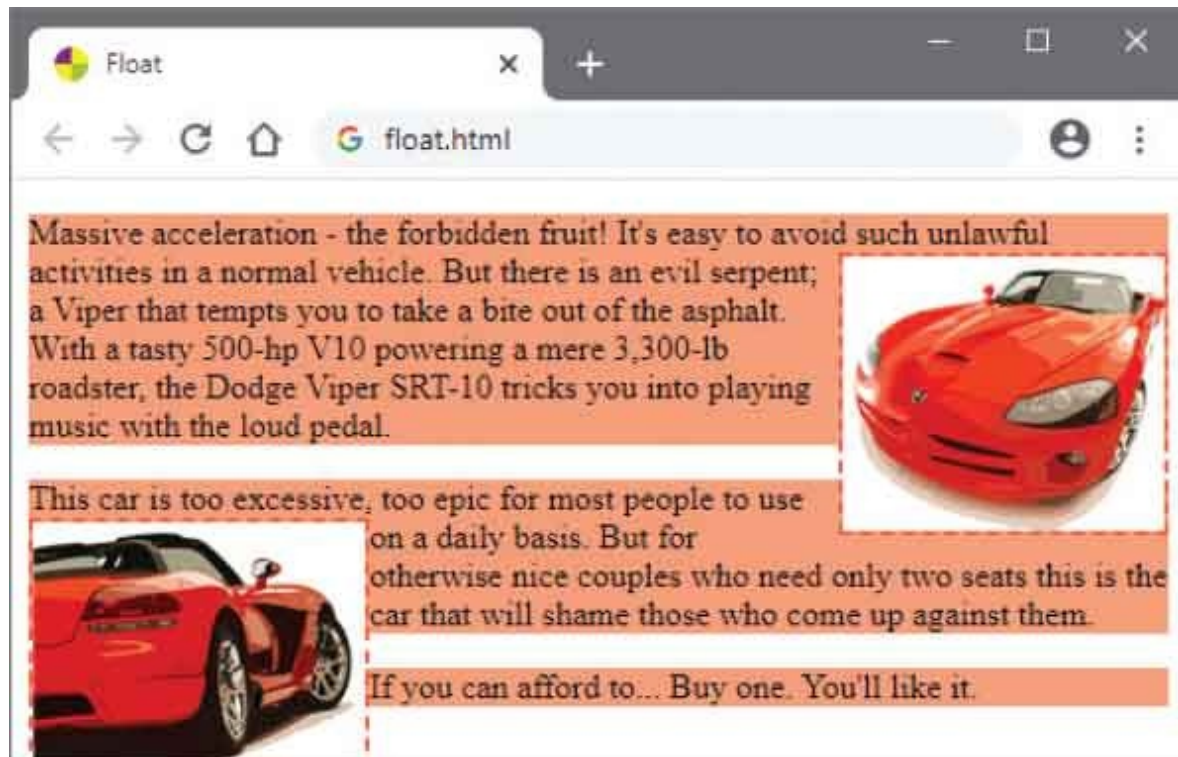 Float
float.html
Massive acceleration - the forbidden fruit! It's easy to avoid such unlawful
activities in a normal vehicle. But there is an evil serpent;
a Viper that tempts you to take a bite out of the asphalt.
With a tasty 500-hp V10 powering a mere 3,300-lb
roadster, the Dodge Viper SRT-10 tricks you into playing
music with the loud pedal.
This car is too excessive, too epic for most people to use
on a daily basis. But for
otherwise nice couples who need only two seats this is the
car that will shame those who come up against them.
If you can afford to... Buy one. You'll like it.